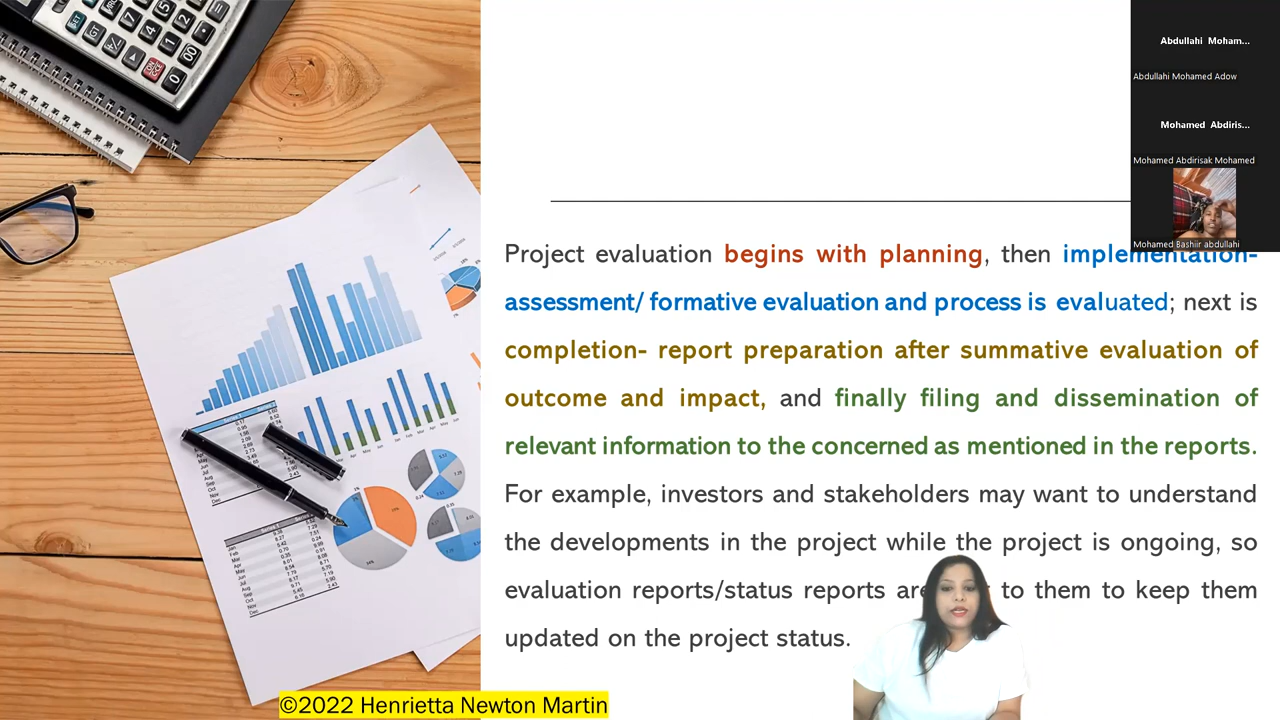 Abdullahi Moham...
Abdullahi Mohamed Adow
Mohamed Abdiris...
Mohamed Abdirisak Mohamed
Mohamed Bashiir abdullahi
Project evaluation begins with planning, then implementation-
assessment/ formative evaluation and process is evaluated; next is
completion- report preparation after summative evaluation of
outcome and impact, and finally filing and dissemination of
relevant information to the concerned as mentioned in the reports.
For example, investors and stakeholders may want to understand
the developments in the project while the project is ongoing, so
evaluation reports/status reports to them to keep them
updated on the project status.
©2022 Henrietta Newton Martin